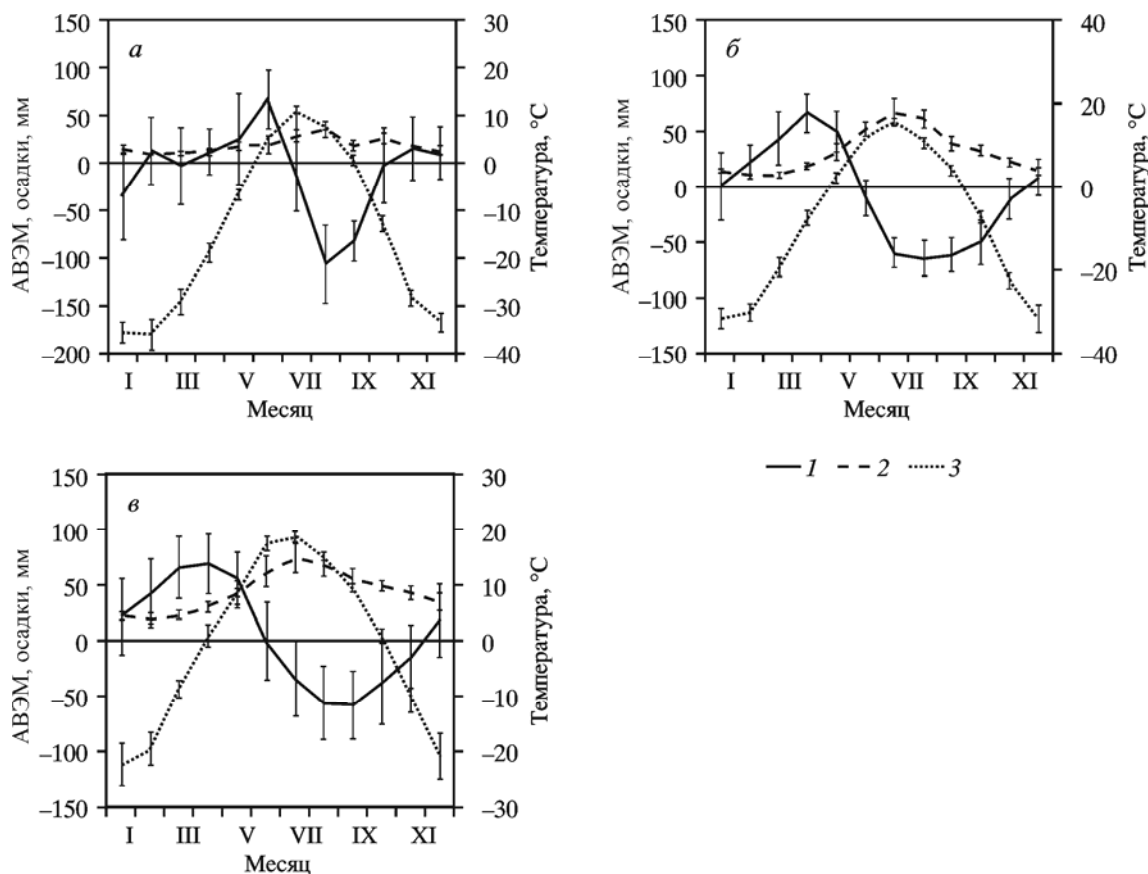 а
АВЭМ, осадки, мм
150
100
50
0
–50
–100
–150
–200
30
20
10
0
–10
–20
–30
–40
Температура, °C
I III V VII IX XI
Месяц
б
АВЭМ, осадки, мм
150
100
50
0
–50
–100
–150
40
20
0
–20
–40
Температура, °C
I III V VII IX XI
Месяц
1 2 3
в
АВЭМ, осадки, мм
150
100
50
0
–50
–100
–150
30
20
10
0
–10
–20
–30
Температура, °C
I III V VII IX XI
Месяц